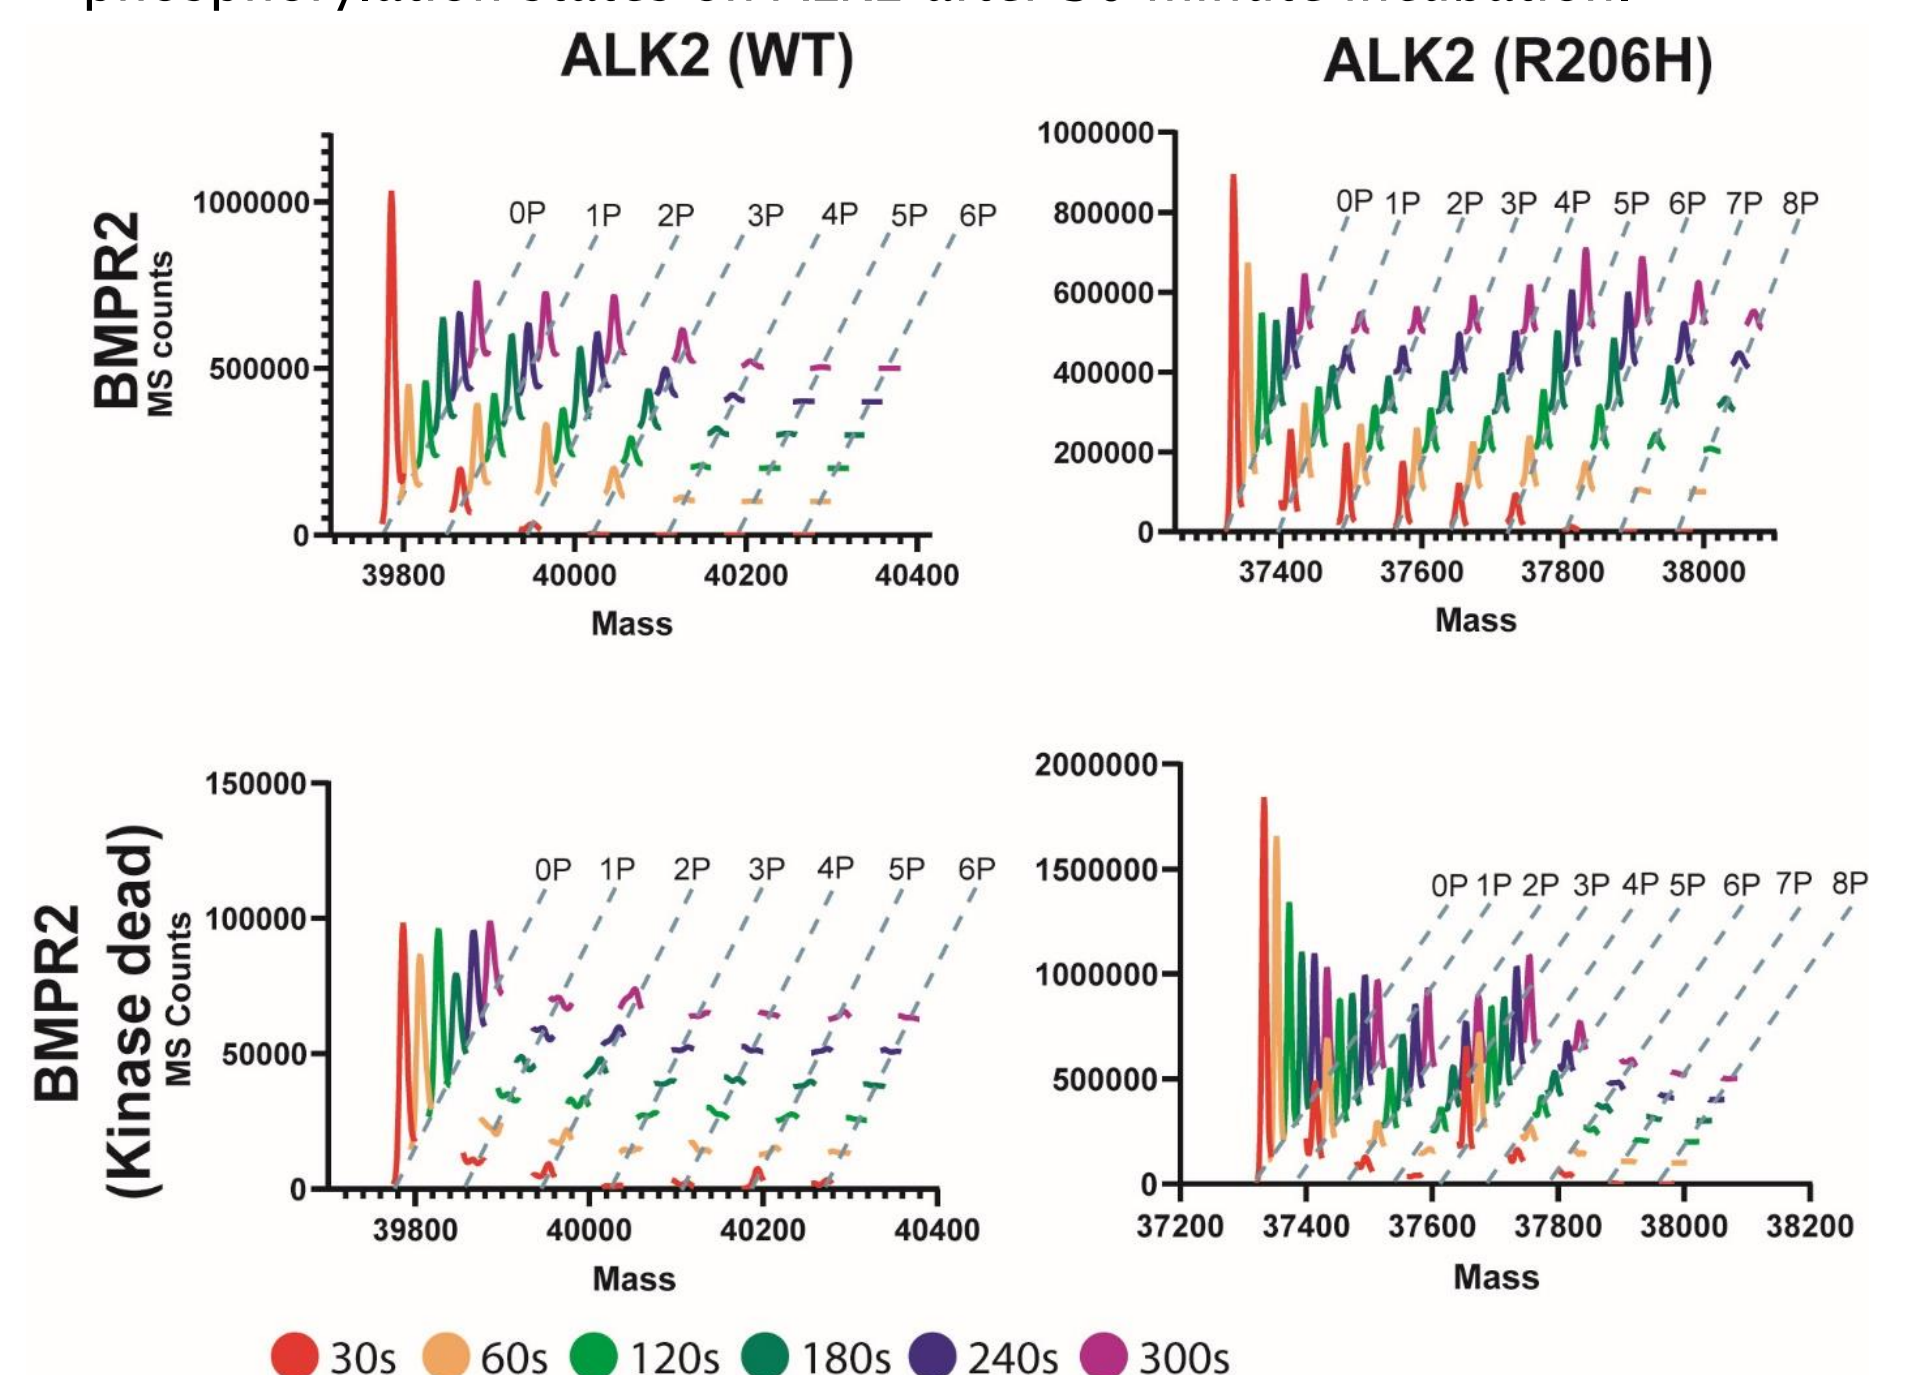 ALK2 (WT)
ALK2 (R206H)
BMPR2
MS counts
1000000
500000
0
0P 1P 2P 3P 4P 5P 6P
39800 40000 40200 40400
Mass
1000000
800000
600000
400000
200000
0
0P 1P 2P 3P 4P 5P 6P 7P 8P
37400 37600 37800 38000
Mass
BMPR2
(Kinase dead)
MS Counts
150000
100000
50000
0
0P 1P 2P 3P 4P 5P 6P
39800 40000 40200 40400
Mass
2000000
1500000
1000000
500000
0
0P 1P 2P 3P 4P 5P 6P 7P 8P
37200 37400 37600 37800 38000 38200
Mass
30s 60s 120s 180s 240s 300s